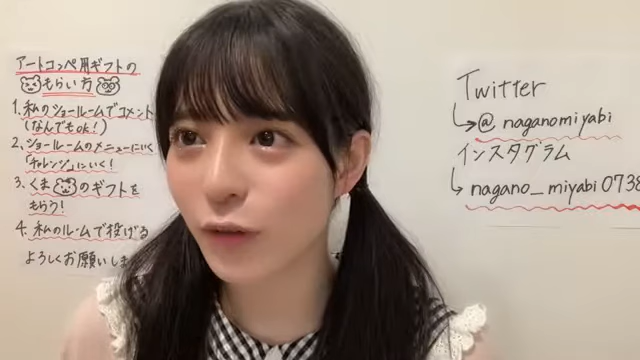 アートコンペ用ギフトの
もらい方
1. 私のショールームでコメント
(なんでもok!)
2. ショールームのメニューにいく
「チャレンジ」にいく!
3. くまのギフトを
もらう!
4. 私のルームで投げる
よろしくお願いしま
Twitter
@naganomiyabi
インスタグラム
nagano_miyabi0738